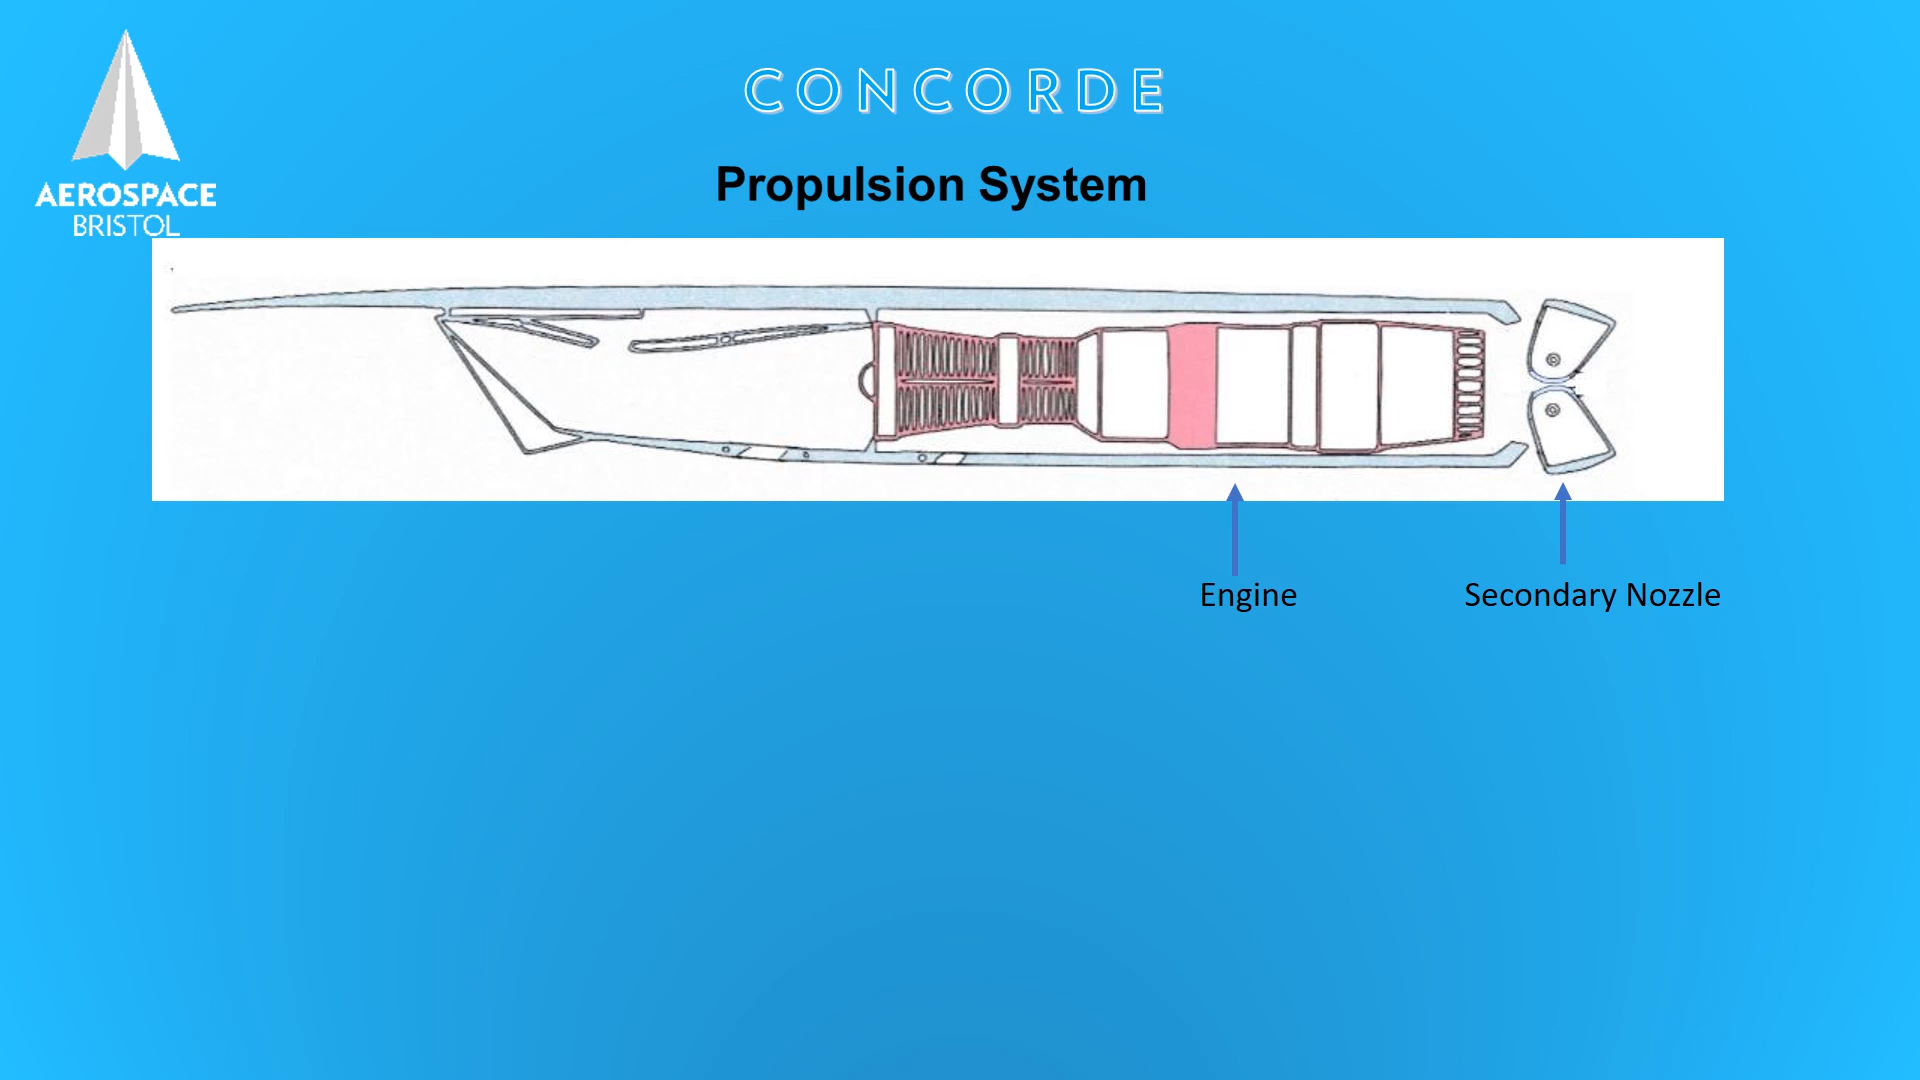 CONCORDE
AEROSPACE
BRISTOL
Propulsion System
Engine
Secondary Nozzle